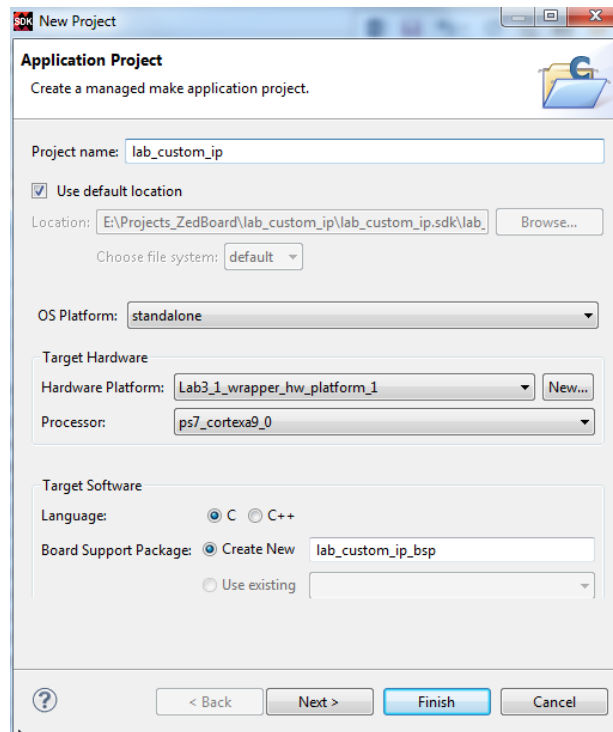 SDK New Project
Application Project
Create a managed make application project.
C
Project name: lab_custom_ip
Use default location
Location: E:\Projects_ZedBoard\lab_custom_ip\lab_custom_ip.sdk\lab_ Browse...
Choose file system: default
OS Platform: standalone
Target Hardware
Hardware Platform: Lab3_1_wrapper_hw_platform_1 New...
Processor: ps7_cortexa9_0
Target Software
Language: C C++
Board Support Package: Create New lab_custom_ip_bsp
Use existing
? < Back Next > Finish Cancel